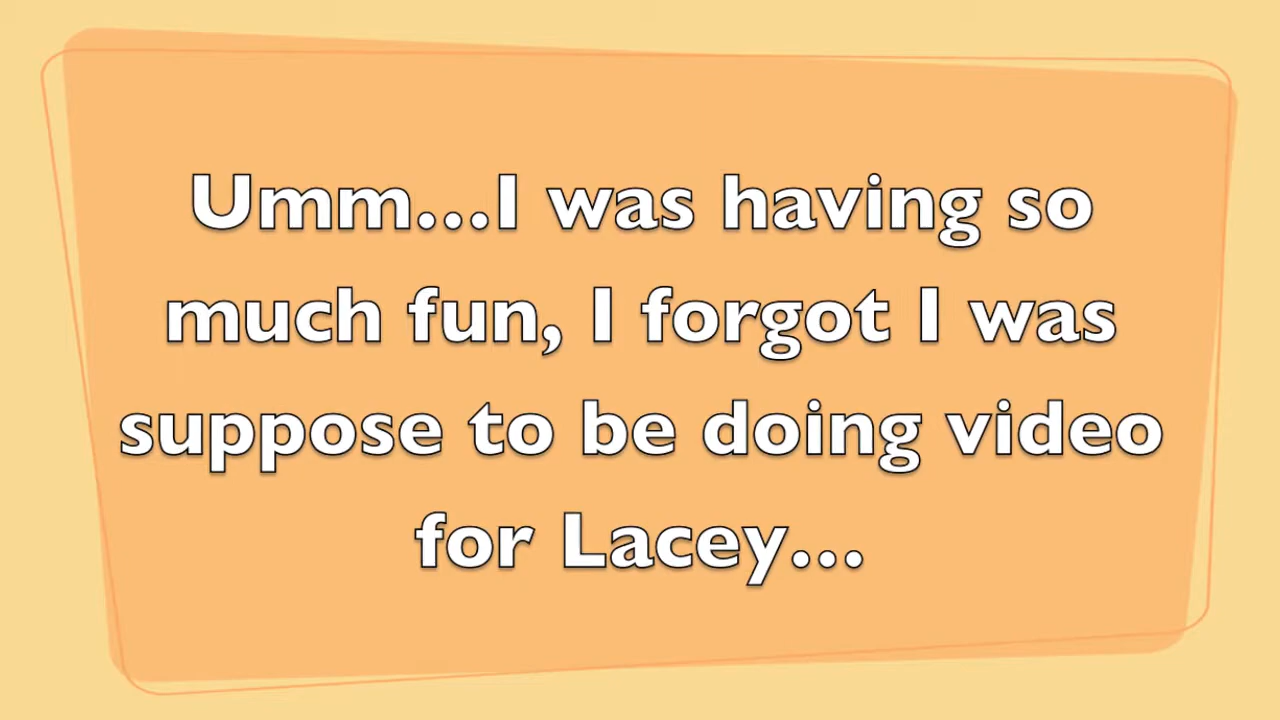 Umm...I was having so
much fun, I forgot I was
suppose to be doing video
for Lacey...